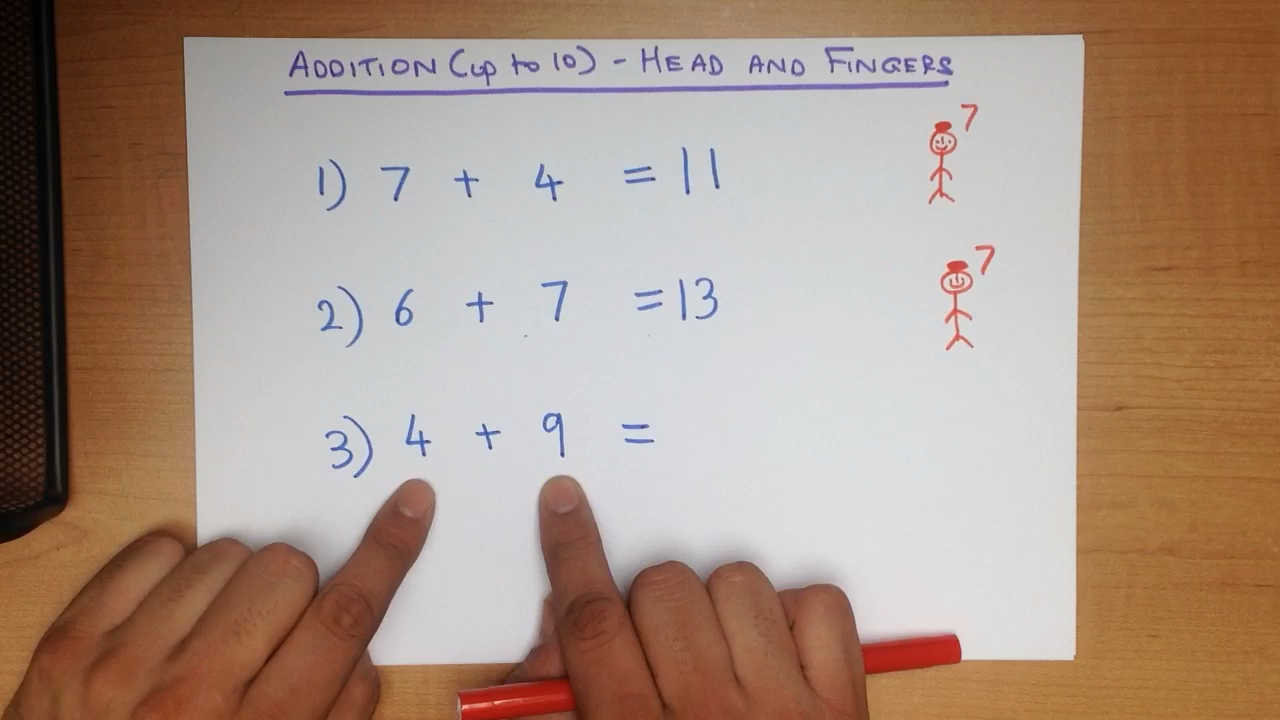 ADDITION (up to 10) - HEAD AND FINGERS
7
1) 7 + 4 = 11
7
2) 6 + 7 = 13
3) 4 + 9 =